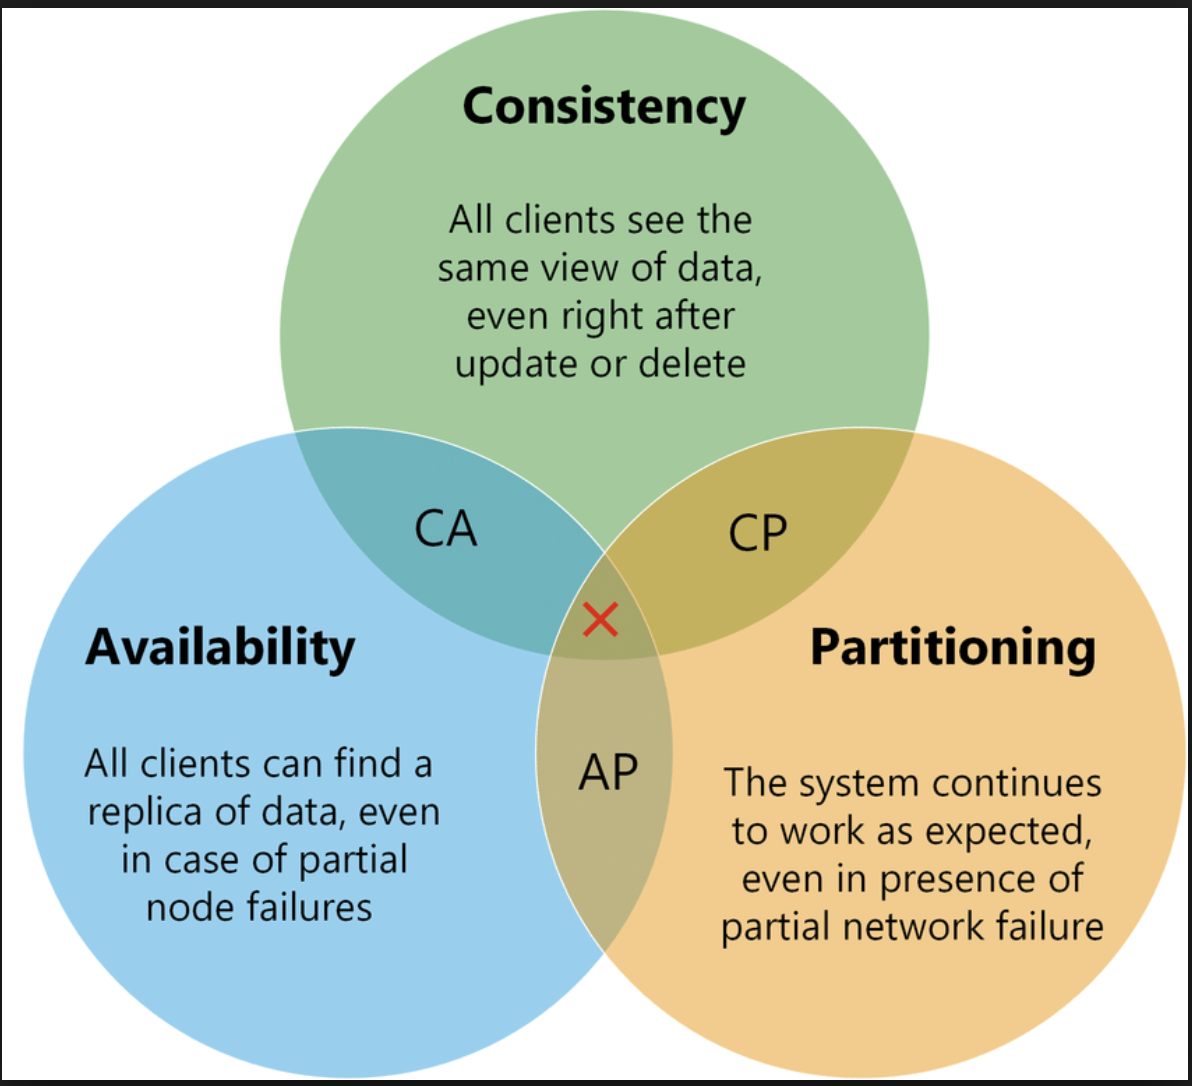 Consistency
All clients see the
same view of data,
even right after
update or delete
CA
CP
Availability
All clients can find a
replica of data, even
in case of partial
node failures
AP
Partitioning
The system continues
to work as expected,
even in presence of
partial network failure